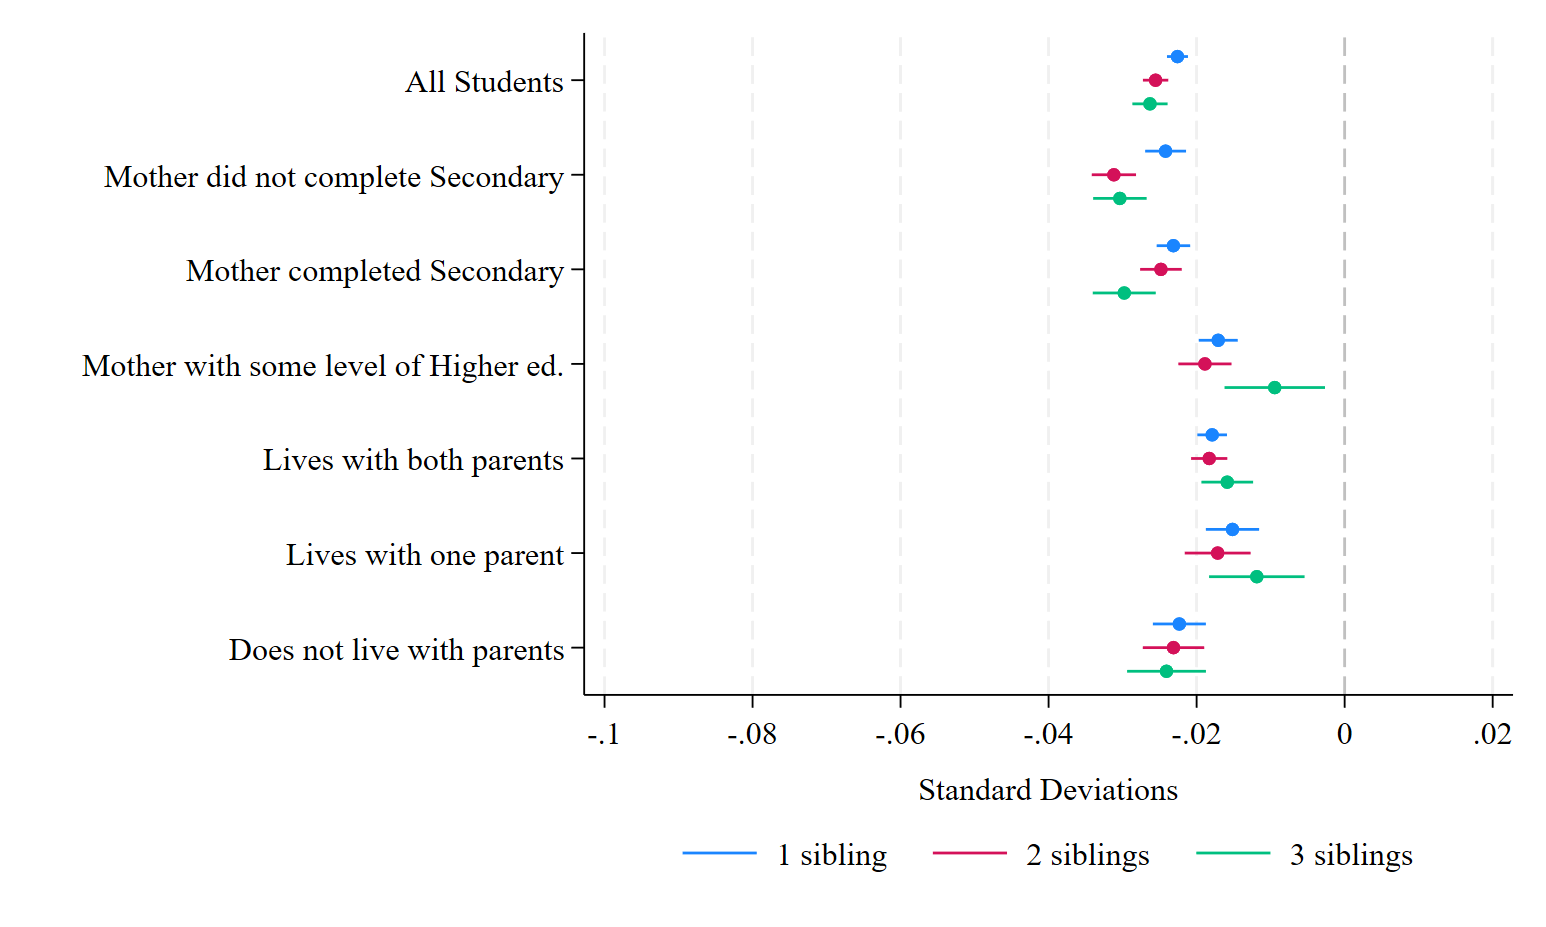 All Students
Mother did not complete Secondary
Mother completed Secondary
Mother with some level of Higher ed.
Lives with both parents
Lives with one parent
Does not live with parents
-.1 -.08 -.06 -.04 -.02 0 .02
Standard Deviations
1 sibling 2 siblings 3 siblings